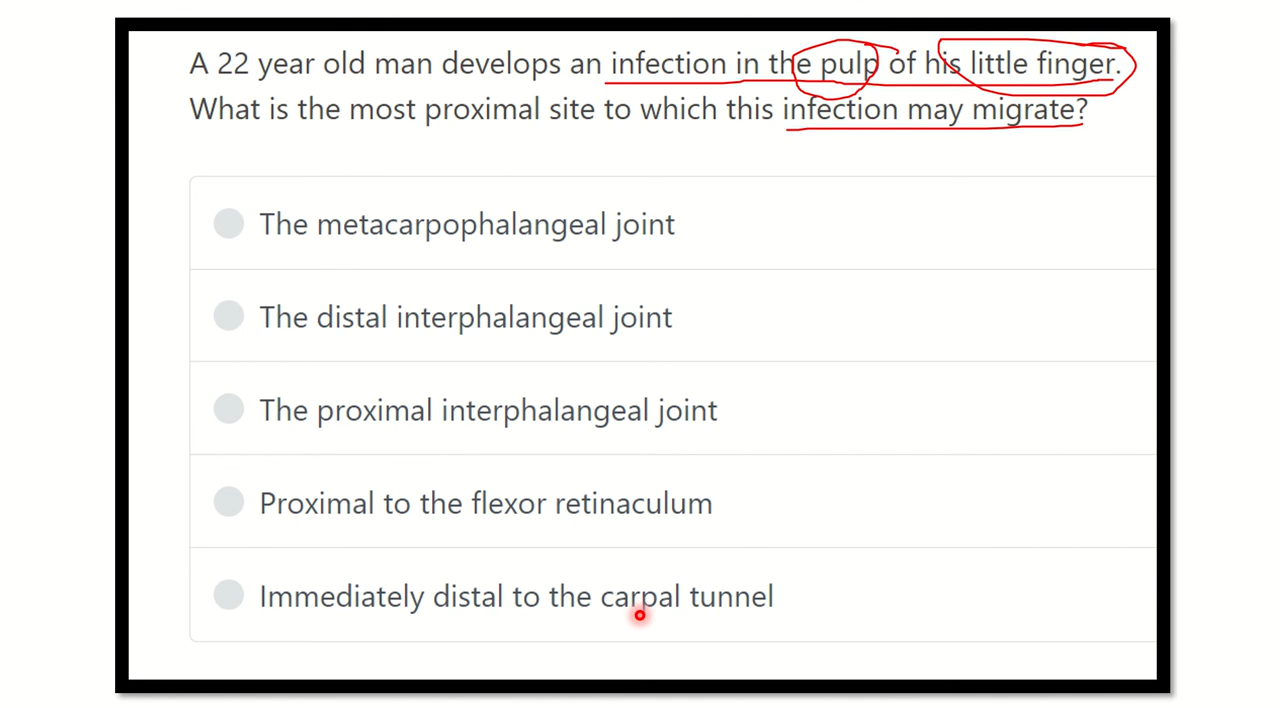 A 22 year old man develops an infection in the pulp of his little finger.
What is the most proximal site to which this infection may migrate?
The metacarpophalangeal joint
The distal interphalangeal joint
The proximal interphalangeal joint
Proximal to the flexor retinaculum
Immediately distal to the carpal tunnel